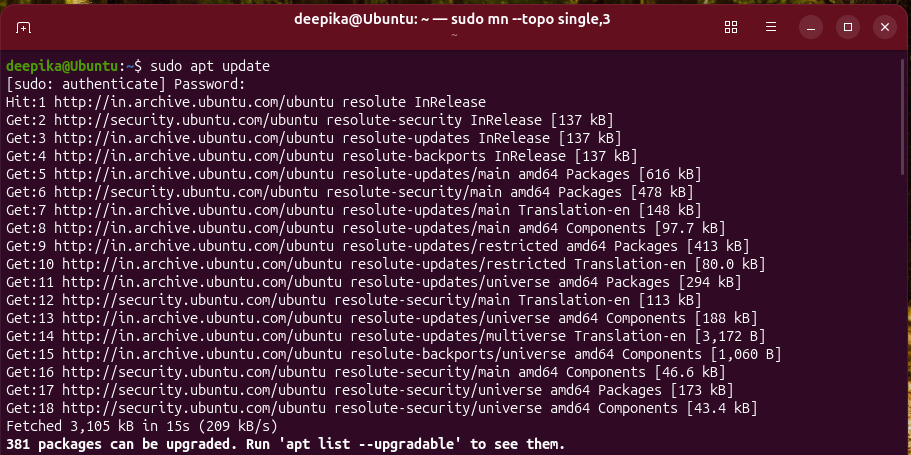 deepika@Ubuntu: ~ — sudo mn --topo single,3
~
deepika@Ubuntu:~$ sudo apt update
[sudo: authenticate] Password:
Hit:1 http://in.archive.ubuntu.com/ubuntu resolute InRelease
Get:2 http://security.ubuntu.com/ubuntu resolute-security InRelease [137 kB]
Get:3 http://in.archive.ubuntu.com/ubuntu resolute-updates InRelease [137 kB]
Get:4 http://in.archive.ubuntu.com/ubuntu resolute-backports InRelease [137 kB]
Get:5 http://in.archive.ubuntu.com/ubuntu resolute-updates/main amd64 Packages [616 kB]
Get:6 http://security.ubuntu.com/ubuntu resolute-security/main amd64 Packages [478 kB]
Get:7 http://in.archive.ubuntu.com/ubuntu resolute-updates/main Translation-en [148 kB]
Get:8 http://in.archive.ubuntu.com/ubuntu resolute-updates/main amd64 Components [97.7 kB]
Get:9 http://in.archive.ubuntu.com/ubuntu resolute-updates/restricted amd64 Packages [413 kB]
Get:10 http://in.archive.ubuntu.com/ubuntu resolute-updates/restricted Translation-en [80.0 kB]
Get:11 http://in.archive.ubuntu.com/ubuntu resolute-updates/universe amd64 Packages [294 kB]
Get:12 http://security.ubuntu.com/ubuntu resolute-security/main Translation-en [113 kB]
Get:13 http://in.archive.ubuntu.com/ubuntu resolute-updates/universe amd64 Components [188 kB]
Get:14 http://in.archive.ubuntu.com/ubuntu resolute-updates/multiverse Translation-en [3,172 B]
Get:15 http://in.archive.ubuntu.com/ubuntu resolute-backports/universe amd64 Components [1,060 B]
Get:16 http://security.ubuntu.com/ubuntu resolute-security/main amd64 Components [46.6 kB]
Get:17 http://security.ubuntu.com/ubuntu resolute-security/universe amd64 Packages [173 kB]
Get:18 http://security.ubuntu.com/ubuntu resolute-security/universe amd64 Components [43.4 kB]
Fetched 3,105 kB in 15s (209 kB/s)
381 packages can be upgraded. Run 'apt list --upgradable' to see them.